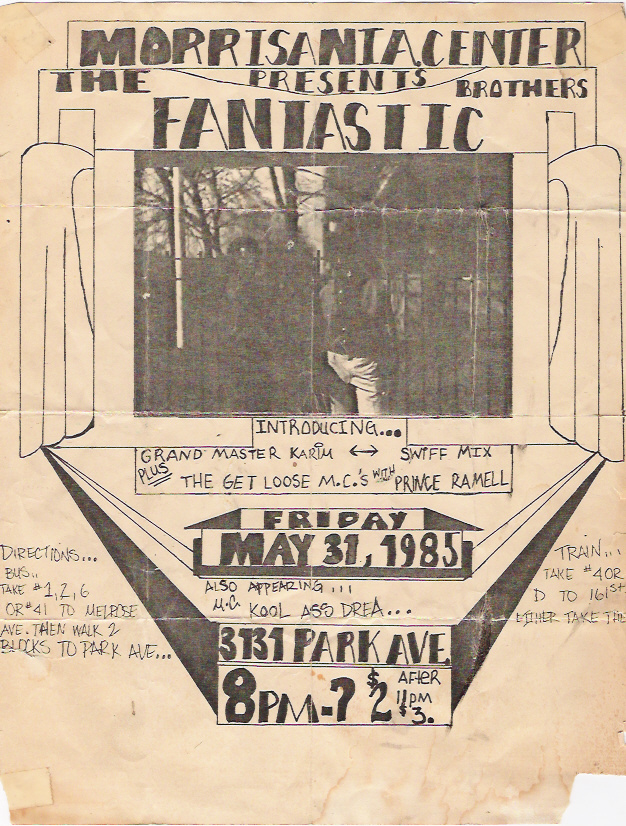 MORRISANIA.CENTER
PRESENTS
THE
BROTHERS
FANTASTIC
INTRODUCING...
GRAND MASTER KARIM ↔ SWIFF MIX
PLUS THE GET LOOSE M.C.'s WITH PRINCE RAMELL
FRIDAY
MAY 31, 1985
ALSO APPEARING...
M.C KOOL ASS DREA...
3131 PARK AVE.
8PM-? $2 AFTER 11PM $3.
DIRECTIONS...
BUS..
TAKE #1,2,6
OR #41 TO MELROSE
AVE. THEN WALK 2
BLOCKS TO PARK AVE...
TRAIN...
TAKE #4 OR
D TO 161ST
EITHER TAKE THE